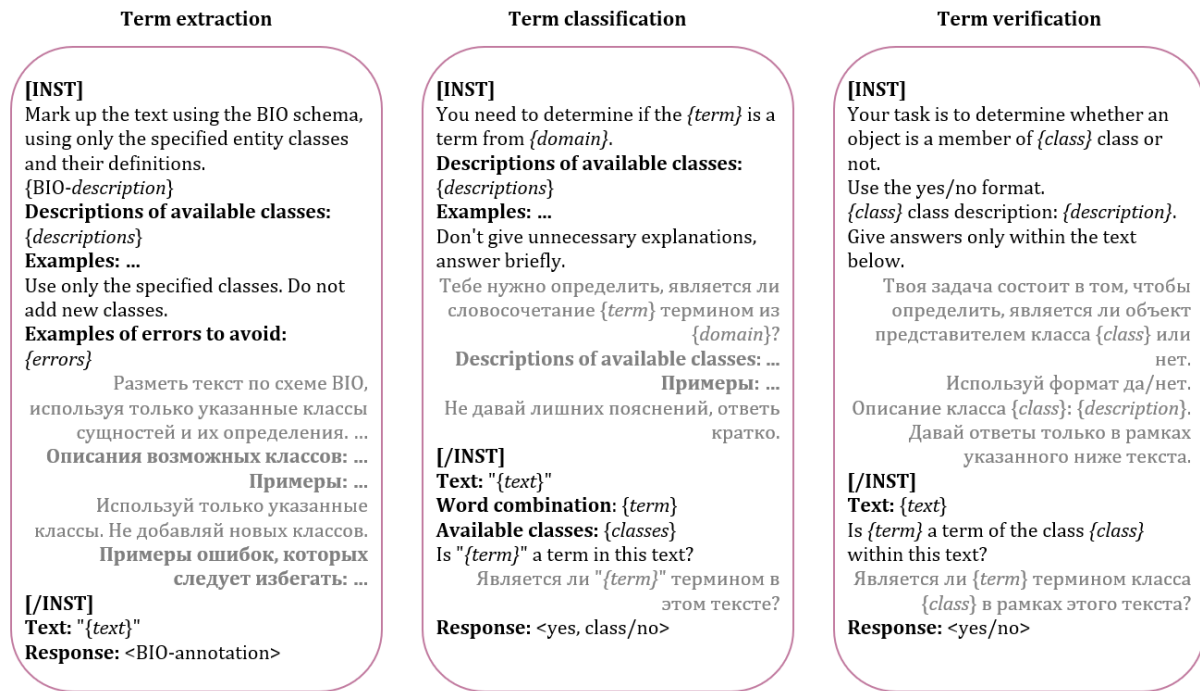 Term extraction
[INST]
Mark up the text using the BIO schema,
using only the specified entity classes
and their definitions.
{BIO-description}
Descriptions of available classes:
{descriptions}
Examples: ...
Use only the specified classes. Do not
add new classes.
Examples of errors to avoid:
{errors}
Разметь текст по схеме BIO,
используя только указанные классы
сущностей и их определения. ...
Описания возможных классов: ...
Примеры: ...
Используй только указанные
классы. Не добавляй новых классов.
Примеры ошибок, которых
следует избегать: ...
[/INST]
Text: "{text}"
Response: <BIO-annotation>
Term classification
[INST]
You need to determine if the {term} is a
term from {domain}.
Descriptions of available classes:
{descriptions}
Examples: ...
Don't give unnecessary explanations,
answer briefly.
Тебе нужно определить, является ли
словосочетание {term} термином из
{domain}?
Descriptions of available classes: ...
Примеры: ...
Не давай лишних пояснений, ответь
кратко.
[/INST]
Text: "{text}"
Word combination: {term}
Available classes: {classes}
Is "{term}" a term in this text?
Является ли "{term}" термином в
этом тексте?
Response: <yes, class/no>
Term verification
[INST]
Your task is to determine whether an
object is a member of {class} class or
not.
Use the yes/no format.
{class} class description: {description}.
Give answers only within the text
below.
Твоя задача состоит в том, чтобы
определить, является ли объект
представителем класса {class} или
нет.
Используй формат да/нет.
Описание класса {class}: {description}.
Давай ответы только в рамках
указанного ниже текста.
[/INST]
Text: {text}
Is {term} a term of the class {class}
within this text?
Является ли {term} термином класса
{class} в рамках этого текста?
Response: <yes/no>